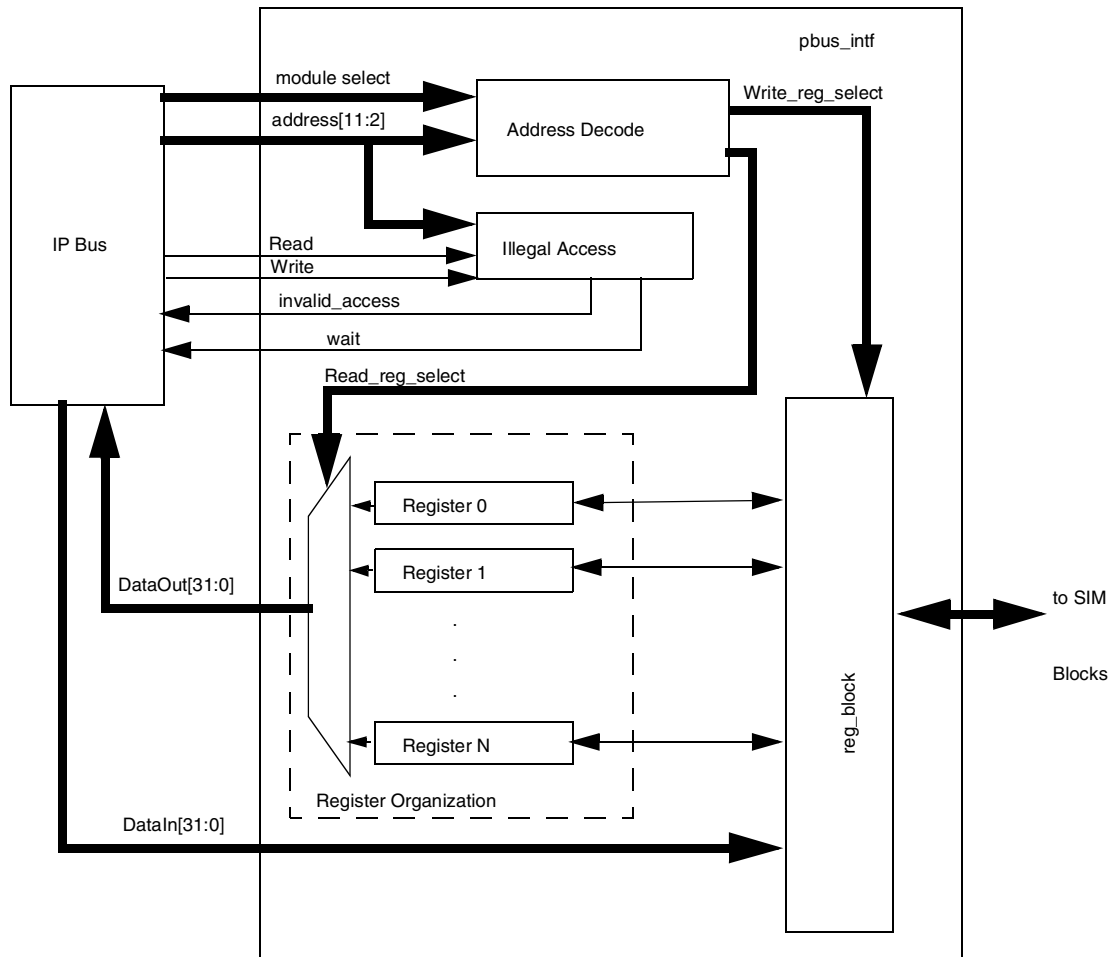 pbus_intf
module select
Write_reg_select
address[11:2]
Address Decode
IP Bus
Read
Illegal Access
Write
invalid_access
wait
Read_reg_select
Register 0
Register 1
DataOut[31:0]
to SIM
.
.
.
Blocks
reg_block
Register N
Register Organization
DataIn[31:0]